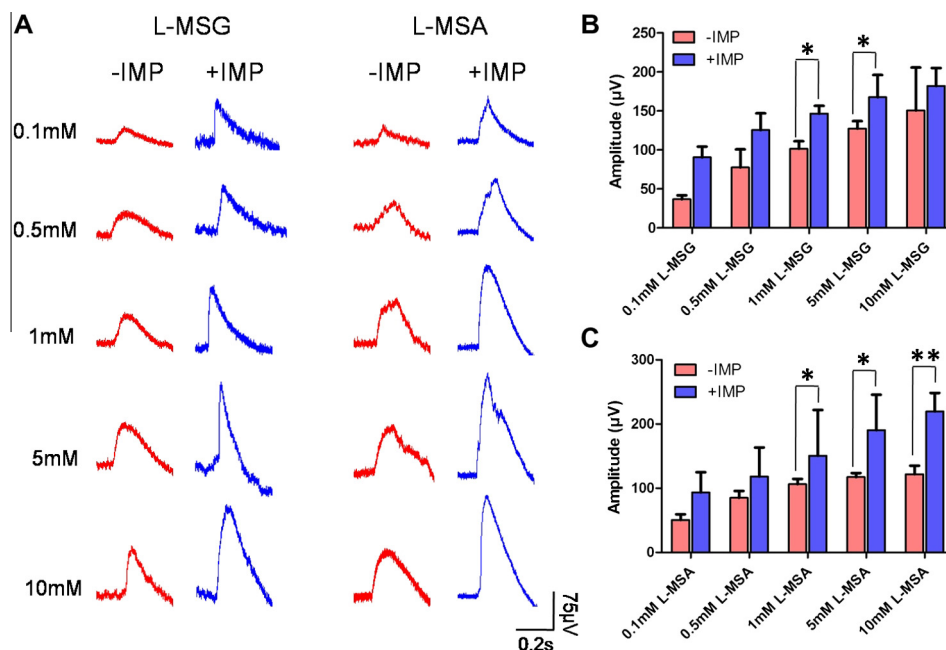 A
L-MSG L-MSA
-IMP +IMP -IMP +IMP
0.1mM
0.5mM
1mM
5mM
10mM
75µV
0.2s
B
-IMP
+IMP
* *
Amplitude (µV)
250
200
150
100
50
0
0.1mM L-MSG
0.5mM L-MSG
1mM L-MSG
5mM L-MSG
10mM L-MSG
C
-IMP
+IMP
* * **
Amplitude (µV)
300
200
100
0
0.1mM L-MSA
0.5mM L-MSA
1mM L-MSA
5mM L-MSA
10mM L-MSA